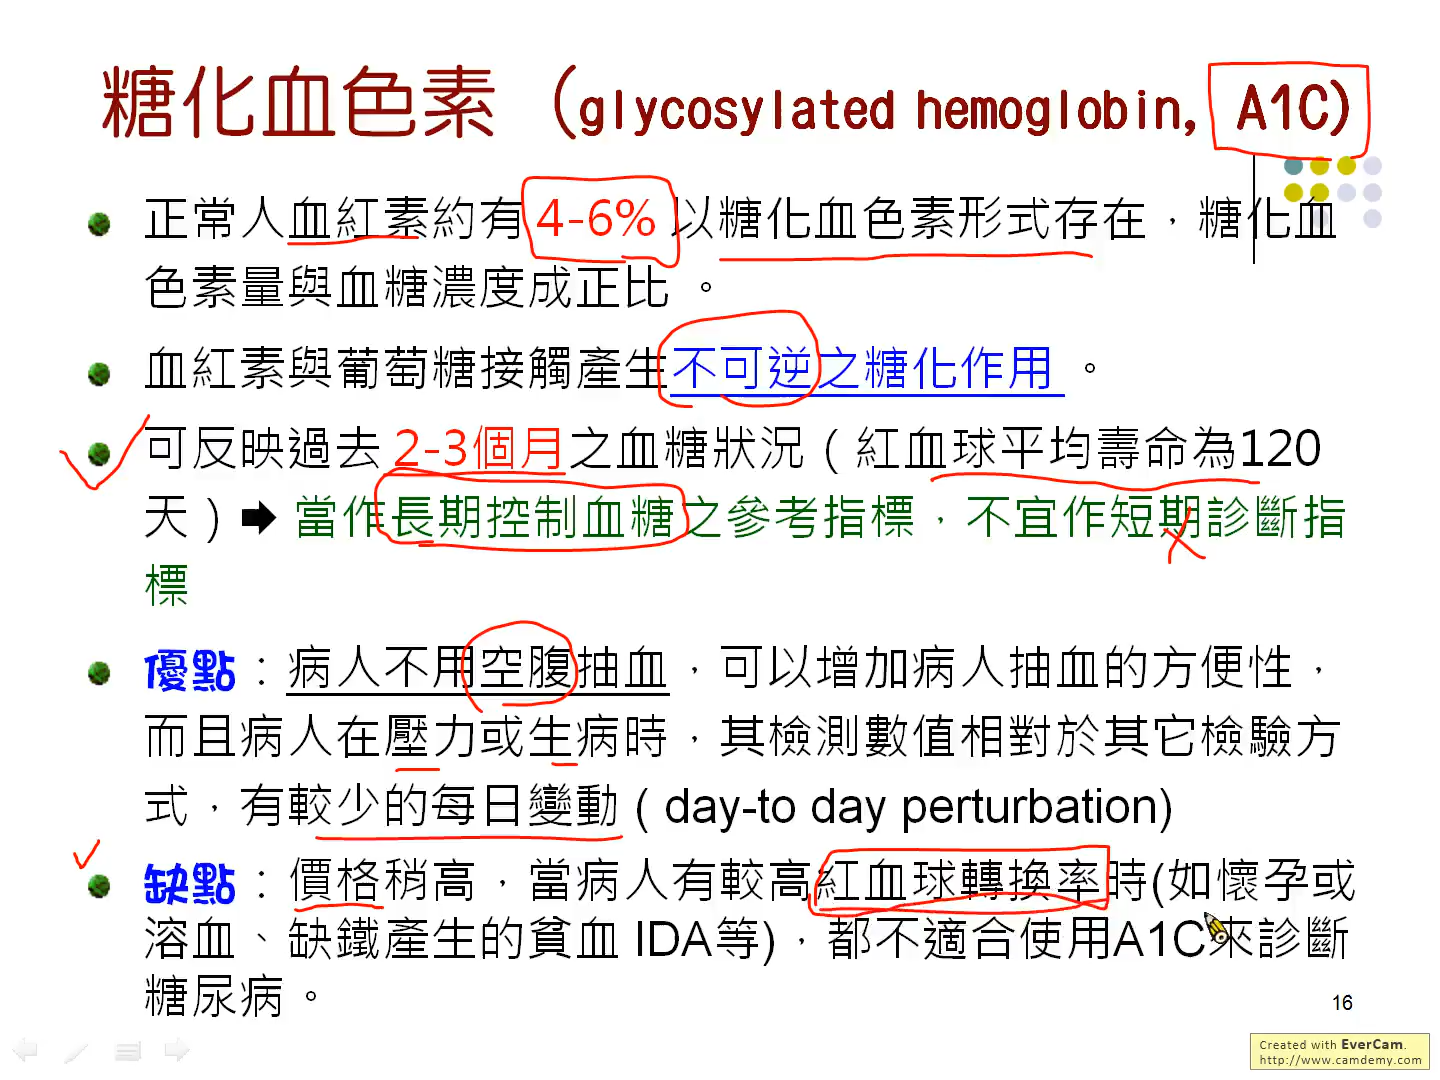 糖化血色素（glycosylated hemoglobin, A1C)
正常人血紅素約有 4-6% 以糖化血色素形式存在，糖化血
色素量與血糖濃度成正比 。
血紅素與葡萄糖接觸產生不可逆之糖化作用 。
可反映過去 2-3個月之血糖狀況（紅血球平均壽命為120
天）➡ 當作長期控制血糖之參考指標，不宜作短期診斷指
標
優點：病人不用空腹抽血，可以增加病人抽血的方便性，
而且病人在壓力或生病時，其檢測數值相對於其它檢驗方
式，有較少的每日變動（day-to day perturbation)
缺點：價格稍高，當病人有較高紅血球轉換率時(如懷孕或
溶血、缺鐵產生的貧血 IDA等)，都不適合使用A1C來診斷
糖尿病。
16
Created with EverCam.
http://www.camdemy.com